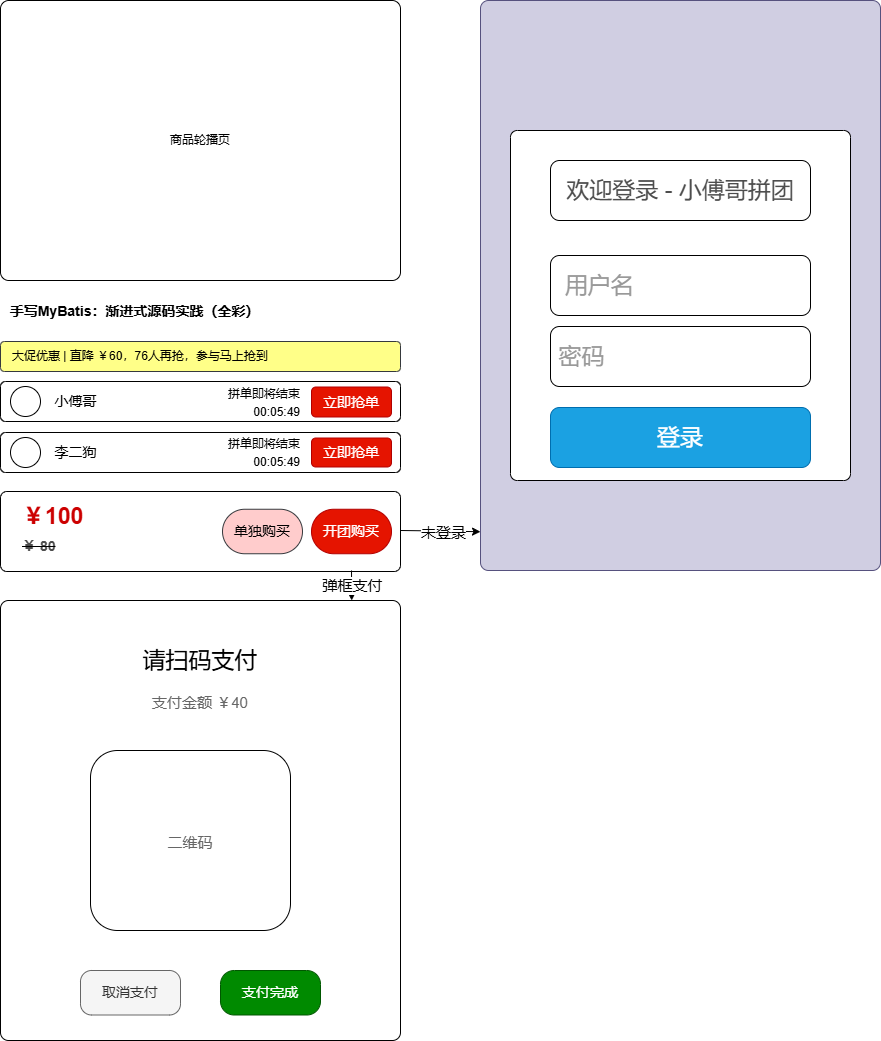 商品轮播页
手写MyBatis：渐进式源码实践（全彩）
大促优惠 | 直降 ￥60，76人再抢，参与马上抢到
小傅哥
拼单即将结束
00:05:49
立即抢单
李二狗
拼单即将结束
00:05:49
立即抢单
￥100
￥ 80
单独购买
开团购买
未登录
弹框支付
请扫码支付
支付金额 ￥40
二维码
取消支付
支付完成
欢迎登录 - 小傅哥拼团
用户名
密码
登录